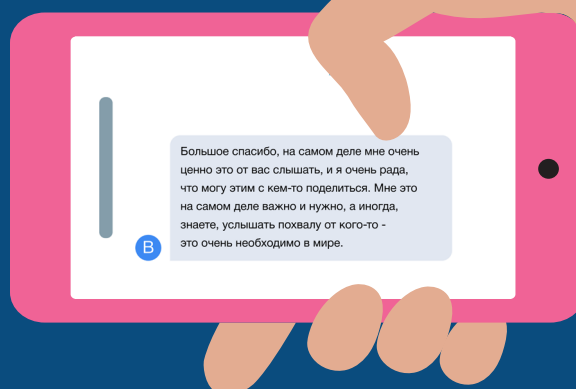 Большое спасибо, на самом деле мне очень
ценно это от вас слышать, и я очень рада,
что могу этим с кем-то поделиться. Мне это
на самом деле важно и нужно, а иногда,
знаете, услышать похвалу от кого-то -
это очень необходимо в мире.
В